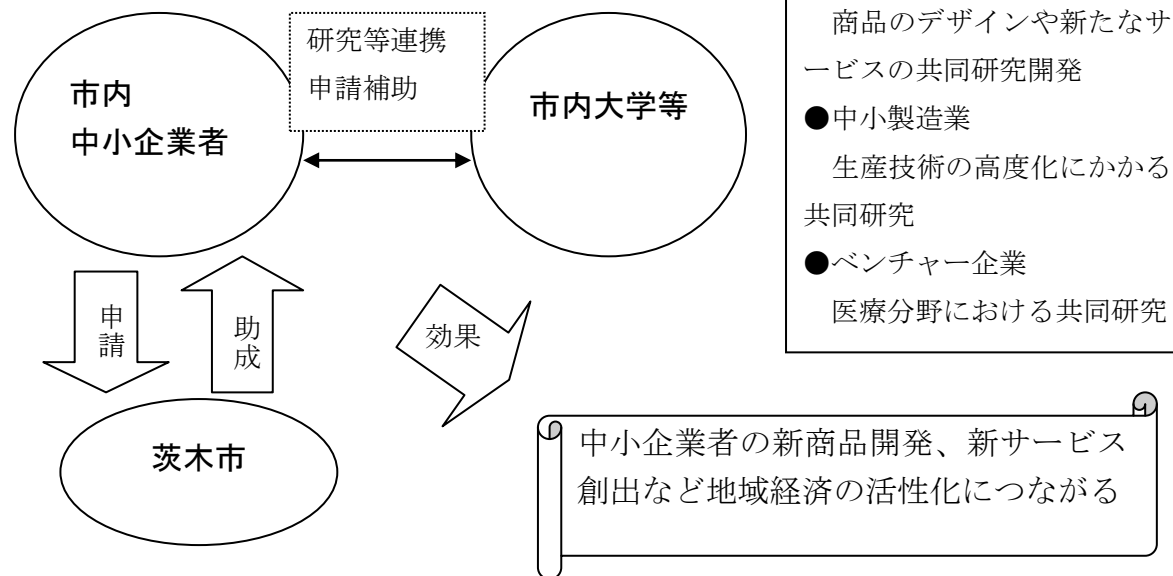 市内
中小企業者
研究等連携
申請補助
市内大学等
商品のデザインや新たなサ
ービスの共同研究開発
●中小製造業
生産技術の高度化にかかる
共同研究
●ベンチャー企業
医療分野における共同研究
申請
助成
効果
茨木市
中小企業者の新商品開発、新サービス
創出など地域経済の活性化につながる